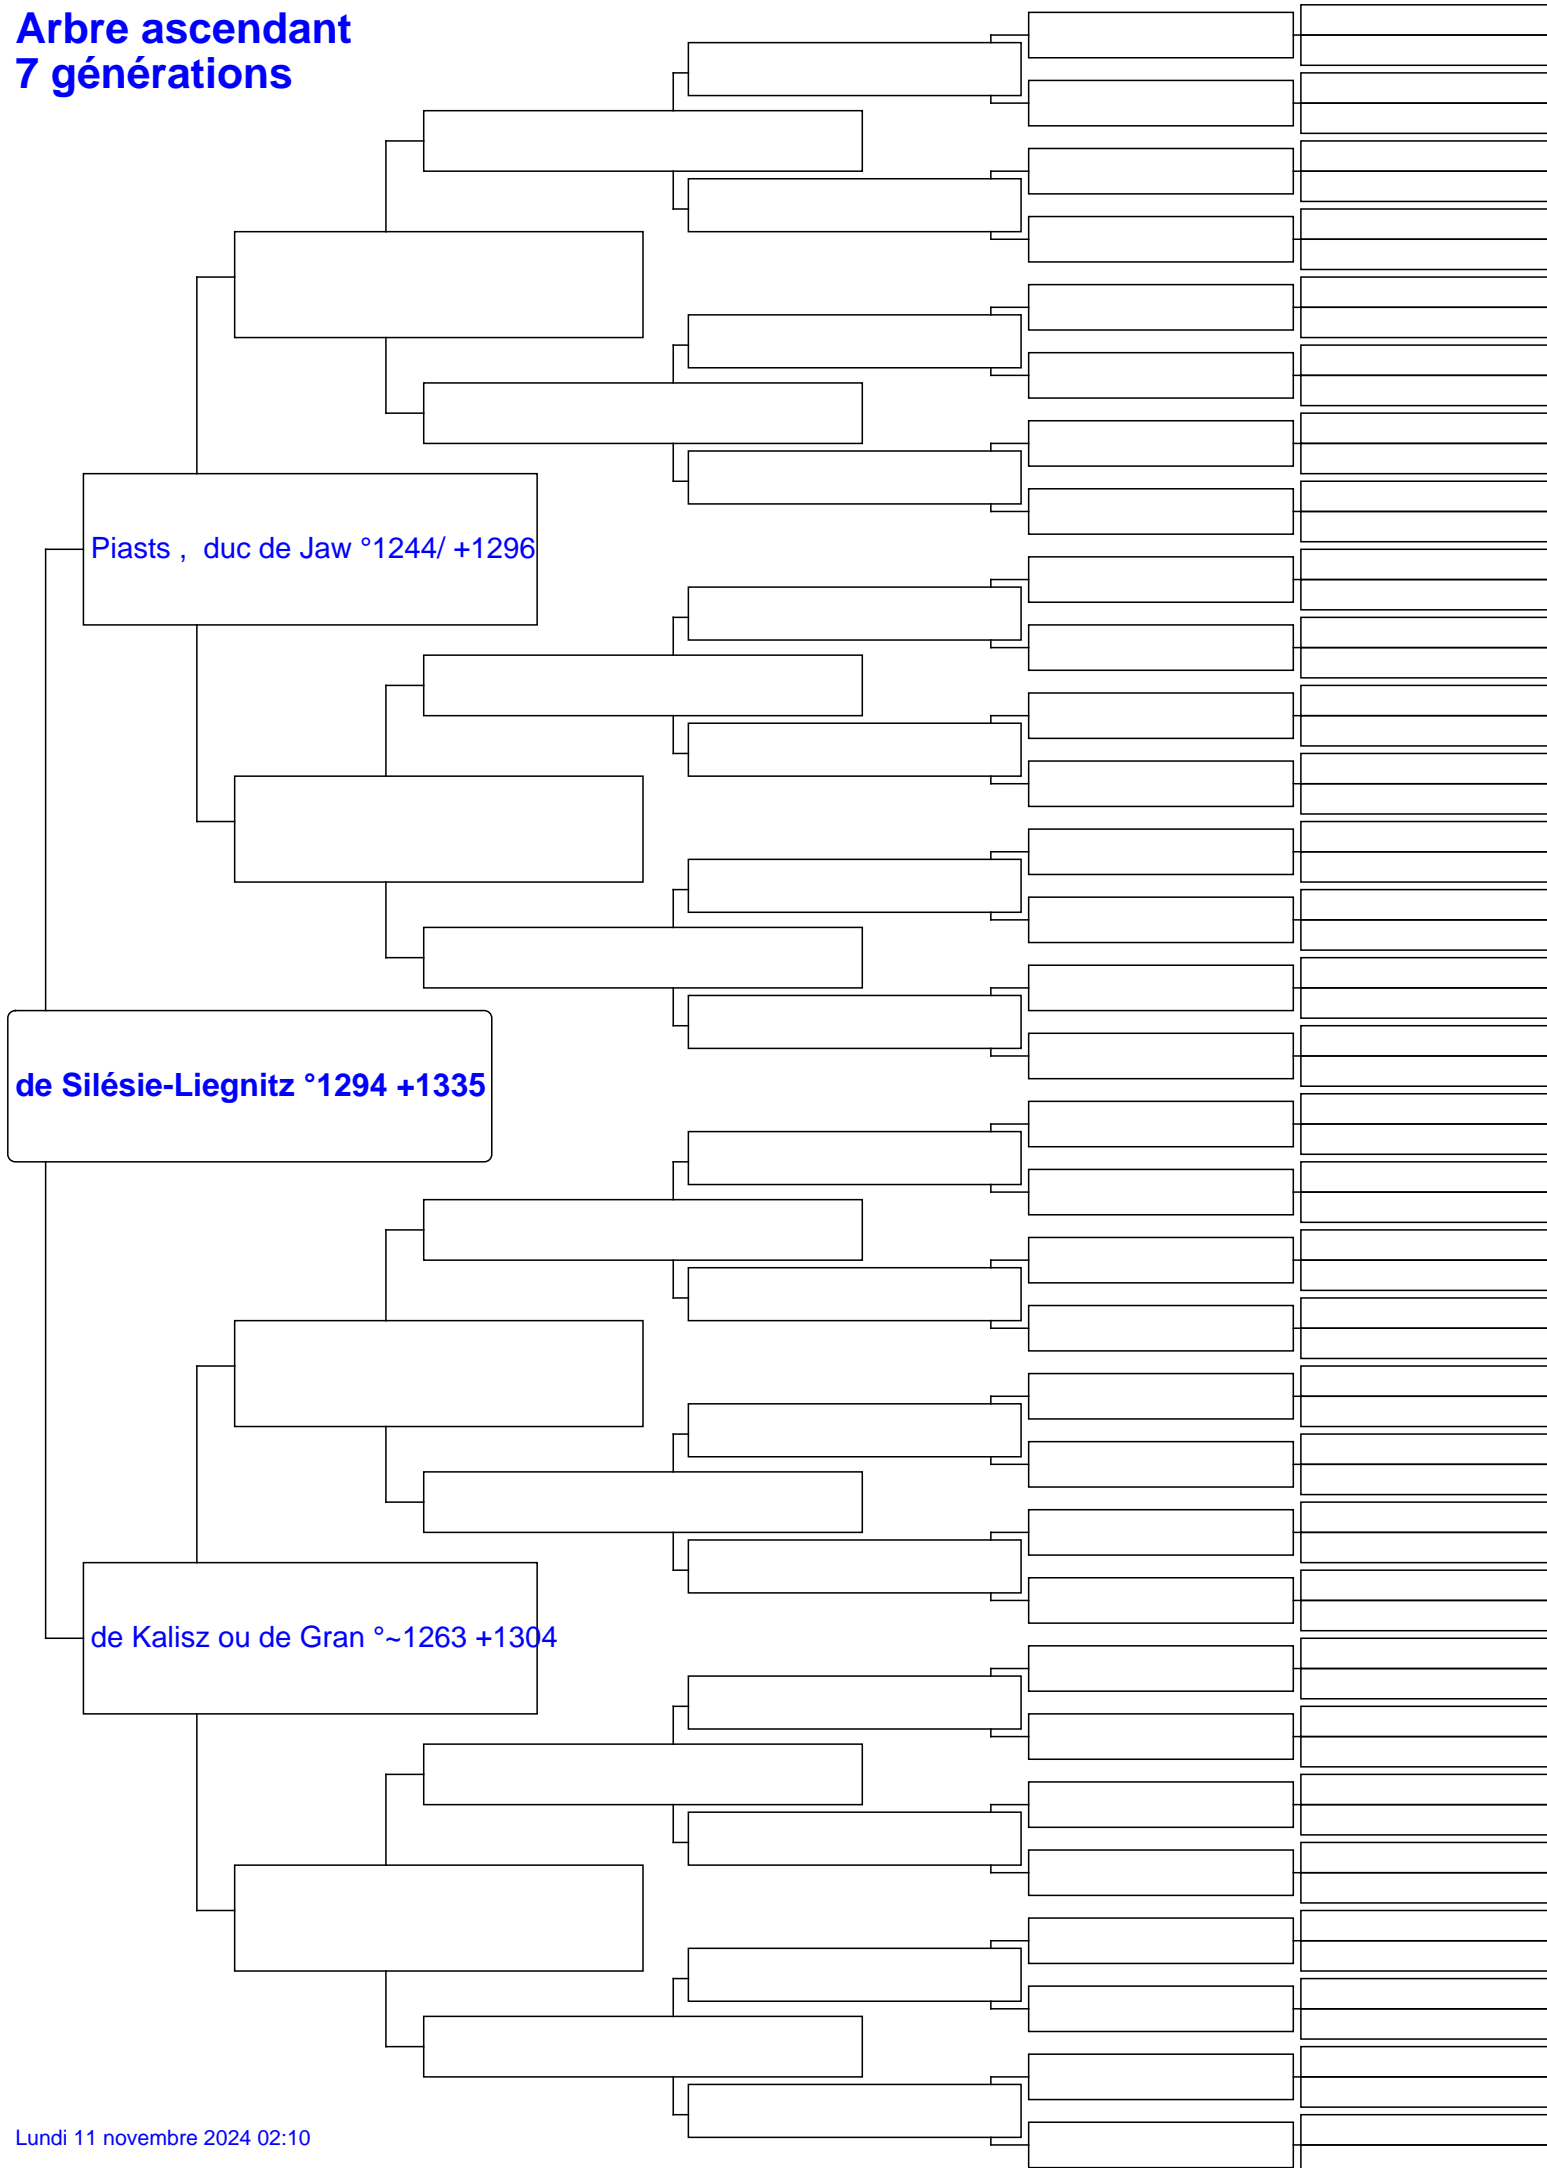 Arbre ascendant
7 générations
Piasts ,  duc de Jaw °1244/ +1296
de Silésie-Liegnitz °1294 +1335
de Kalisz ou de Gran °~1263 +1304
Lundi 11 novembre 2024 02:10